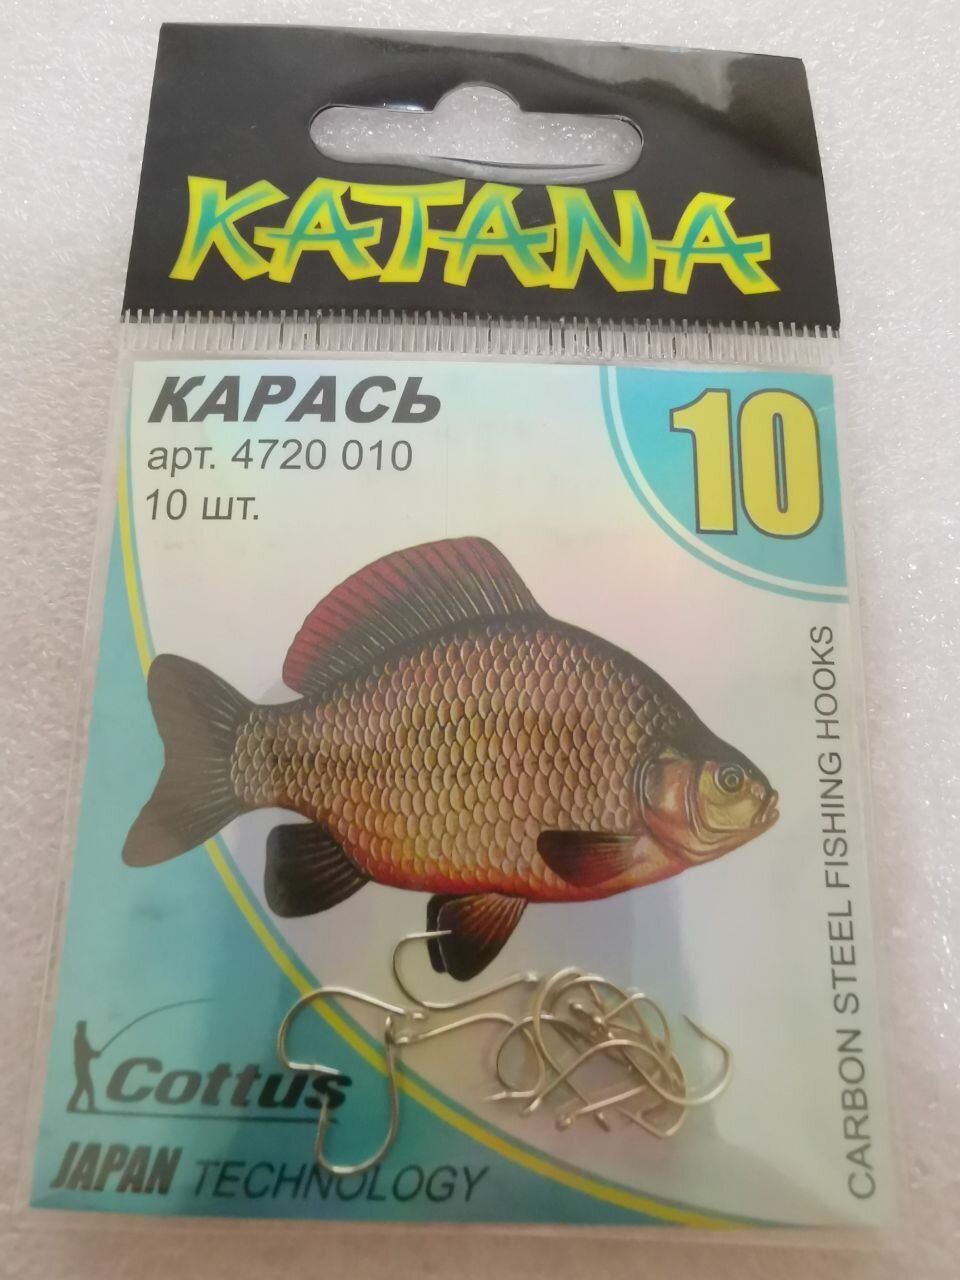 KATANA
КАРАСЬ
арт. 4720 010
10 шт.
10
CARBON STEEL FISHING HOOKS
Cottus
JAPAN TECHNOLOGY